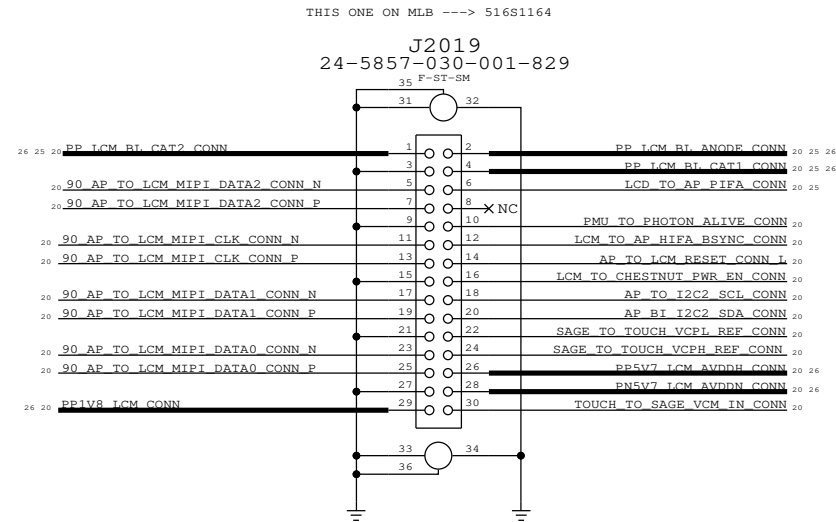 THIS ONE ON MLB ---> 516S1164
J2019
24-5857-030-001-829
F-ST-SM
35
31 32
26 25 20 PP_LCM_BL_CAT2_CONN 1 2 PP_LCM_BL_ANODE_CONN 20 25 26
3 4 PP_LCM_BL_CAT1_CONN 20 25 26
20 90_AP_TO_LCM_MIPI_DATA2_CONN_N 5 6 LCD_TO_AP_PIFA_CONN 20 25
20 90_AP_TO_LCM_MIPI_DATA2_CONN_P 7 8 NC
9 10 PMU_TO_PHOTON_ALIVE_CONN 20
20 90_AP_TO_LCM_MIPI_CLK_CONN_N 11 12 LCM_TO_AP_HIFA_BSYNC_CONN 20
20 90_AP_TO_LCM_MIPI_CLK_CONN_P 13 14 AP_TO_LCM_RESET_CONN_L 20
15 16 LCM_TO_CHESTNUT_PWR_EN_CONN 20
20 90_AP_TO_LCM_MIPI_DATA1_CONN_N 17 18 AP_TO_I2C2_SCL_CONN 20
20 90_AP_TO_LCM_MIPI_DATA1_CONN_P 19 20 AP_BI_I2C2_SDA_CONN 20
21 22 SAGE_TO_TOUCH_VCPL_REF_CONN 20
20 90_AP_TO_LCM_MIPI_DATA0_CONN_N 23 24 SAGE_TO_TOUCH_VCPH_REF_CONN 20
20 90_AP_TO_LCM_MIPI_DATA0_CONN_P 25 26 PP5V7_LCM_AVDDH_CONN 20 26
27 28 PN5V7_LCM_AVDDN_CONN 20 26
26 20 PP1V8_LCM_CONN 29 30 TOUCH_TO_SAGE_VCM_IN_CONN 20
33 34
36